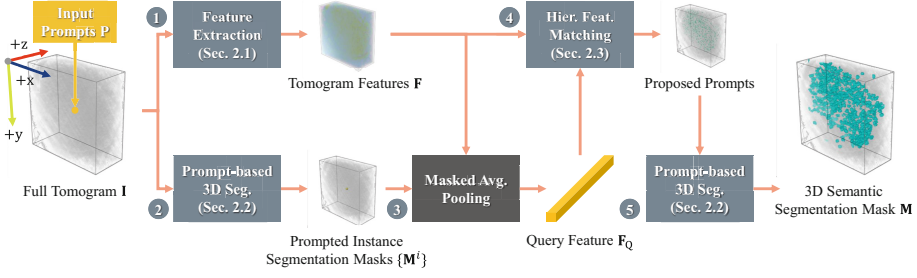 Input
Prompts P
+z
+x
+y
Full Tomogram I
1
Feature
Extraction
(Sec. 2.1)
Tomogram Features F
2
Prompt-based
3D Seg.
(Sec. 2.2)
Prompted Instance
Segmentation Masks {Mⁱ}
3
Masked Avg.
Pooling
Query Feature F_Q
4
Hier. Feat.
Matching
(Sec. 2.3)
Proposed Prompts
5
Prompt-based
3D Seg.
(Sec. 2.2)
3D Semantic
Segmentation Mask M